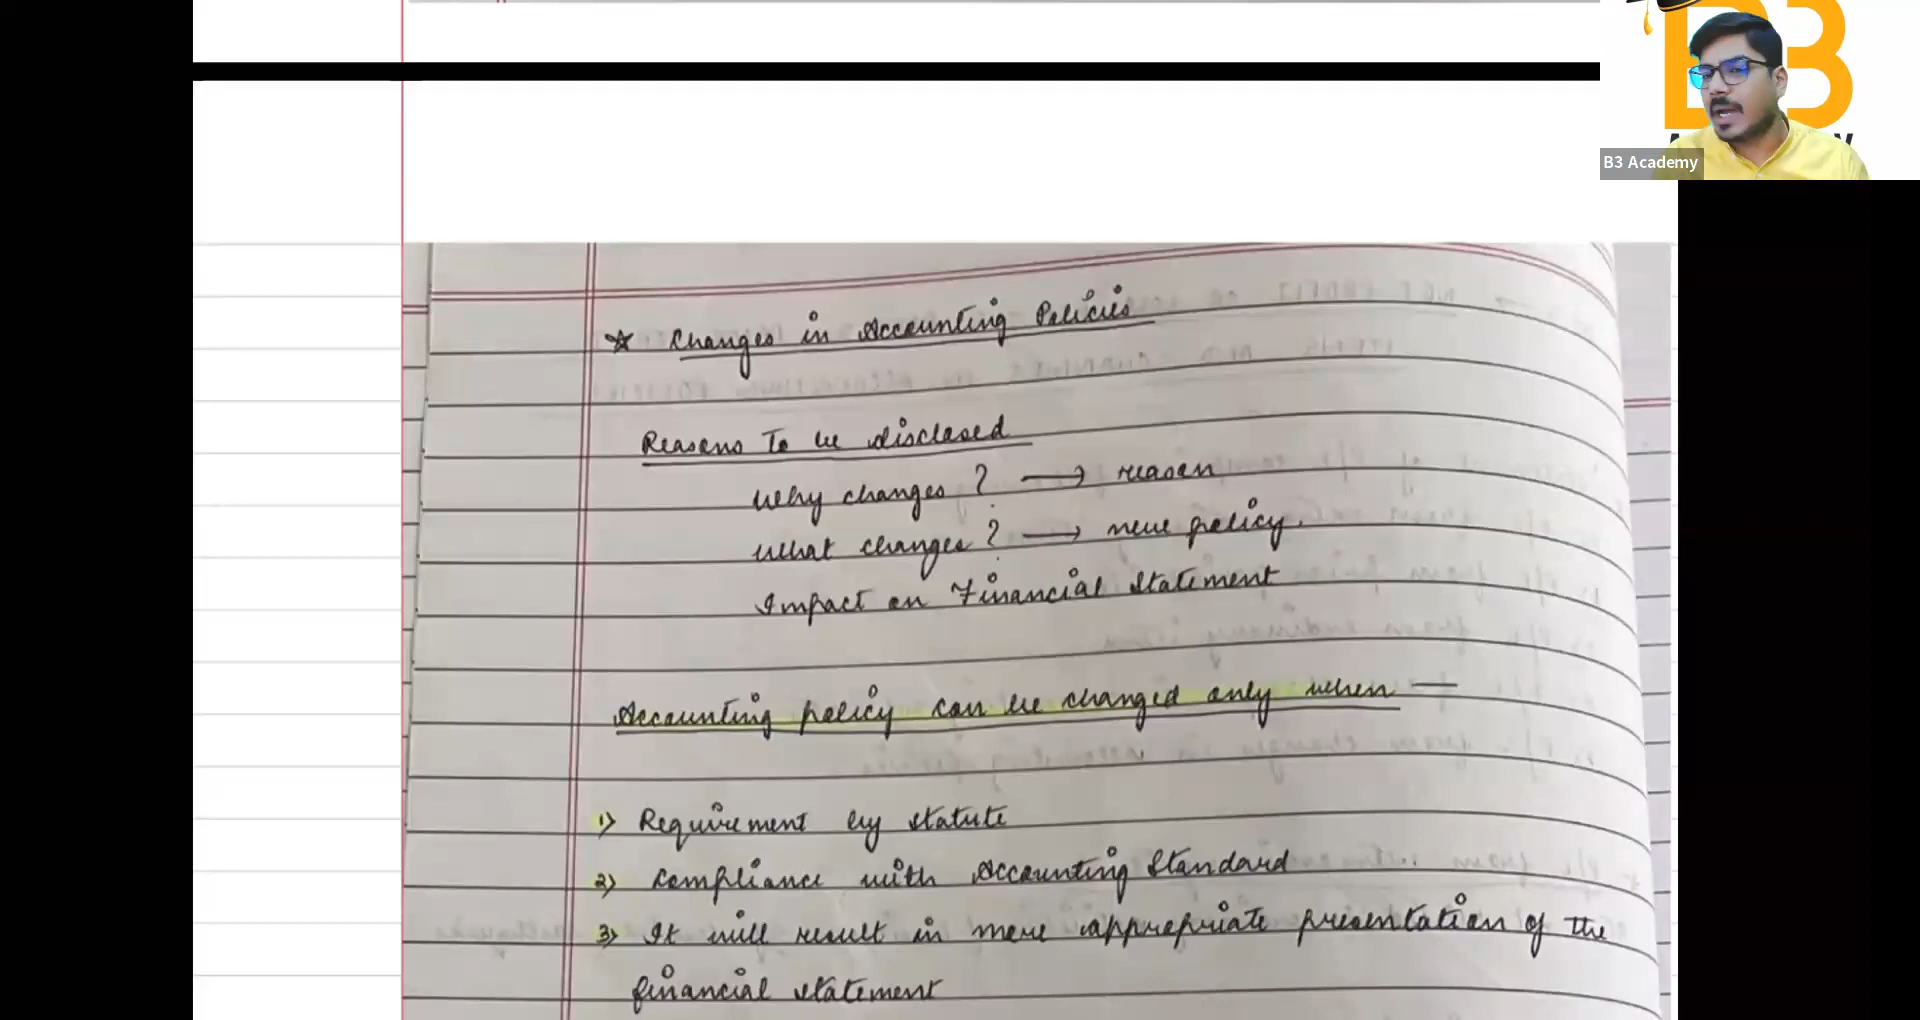 B3
B3 Academy
☆ Changes in Accounting Policies
Reasons To be disclosed
Why changes ? → reason
What changes ? → new policy.
Impact on Financial Statement
Accounting policy can be changed only when —
1) Requirement by statute
2) Compliance with Accounting Standard
3) It will result in more appropriate presentation of the
financial statement